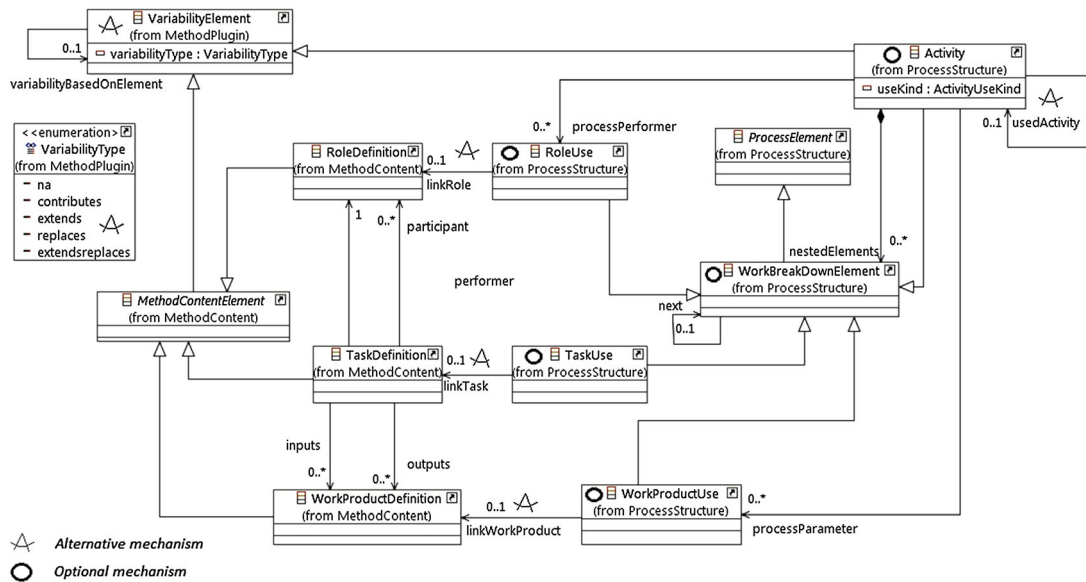 VariabilityElement
(from MethodPlugin)
variabilityType : VariabilityType
0..1
variabilityBasedOnElement
Activity
(from ProcessStructure)
useKind : ActivityUseKind
0..1
usedActivity
<<enumeration>
VariabilityType
(from MethodPlugin)
na
contributes
extends
replaces
extendsreplaces
0..*
processPerformer
RoleDefinition
(from MethodContent)
0..1
linkRole
RoleUse
(from ProcessStructure)
ProcessElement
(from ProcessStructure)
1
0..*
participant
performer
nestedElements
0..*
WorkBreakDownElement
(from ProcessStructure)
next
0..1
MethodContentElement
(from MethodContent)
TaskDefinition
(from MethodContent)
0..1
linkTask
TaskUse
(from ProcessStructure)
inputs
0..*
outputs
0..*
WorkProductDefinition
(from MethodContent)
0..1
linkWorkProduct
WorkProductUse
(from ProcessStructure)
0..*
processParameter
Alternative mechanism
Optional mechanism